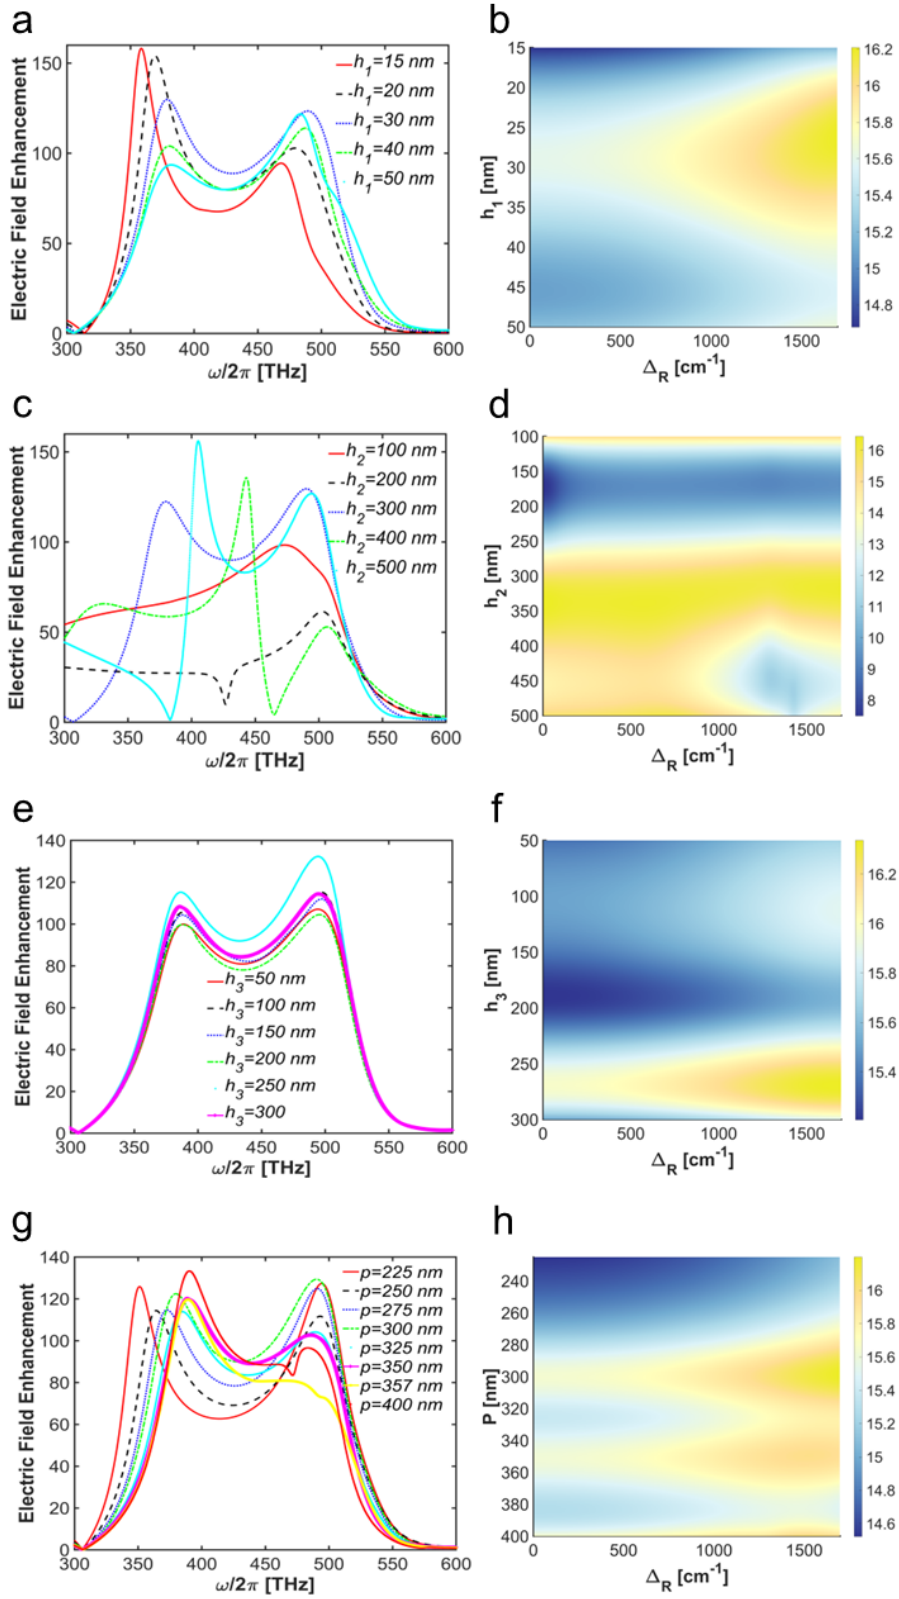 a
Electric Field Enhancement
150
100
50
0
h1=15 nm
h1=20 nm
h1=30 nm
h1=40 nm
h1=50 nm
300 350 400 450 500 550 600
ω/2π [THz]
b
h1 [nm]
15
20
25
30
35
40
45
50
0 500 1000 1500
ΔR [cm-1]
16.2
16
15.8
15.6
15.4
15.2
15
14.8
c
Electric Field Enhancement
150
100
50
0
h2=100 nm
h2=200 nm
h2=300 nm
h2=400 nm
h2=500 nm
300 350 400 450 500 550 600
ω/2π [THz]
d
h2 [nm]
100
150
200
250
300
350
400
450
500
0 500 1000 1500
ΔR [cm-1]
16
15
14
13
12
11
10
9
8
e
Electric Field Enhancement
140
120
100
80
60
40
20
0
h3=50 nm
h3=100 nm
h3=150 nm
h3=200 nm
h3=250 nm
h3=300
300 350 400 450 500 550 600
ω/2π [THz]
f
h3 [nm]
50
100
150
200
250
300
0 500 1000 1500
ΔR [cm-1]
16.2
16
15.8
15.6
15.4
g
Electric Field Enhancement
140
120
100
80
60
40
20
0
p=225 nm
p=250 nm
p=275 nm
p=300 nm
p=325 nm
p=350 nm
p=357 nm
p=400 nm
300 350 400 450 500 550 600
ω/2π [THz]
h
P [nm]
240
260
280
300
320
340
360
380
400
0 500 1000 1500
ΔR [cm-1]
16
15.8
15.6
15.4
15.2
15
14.8
14.6